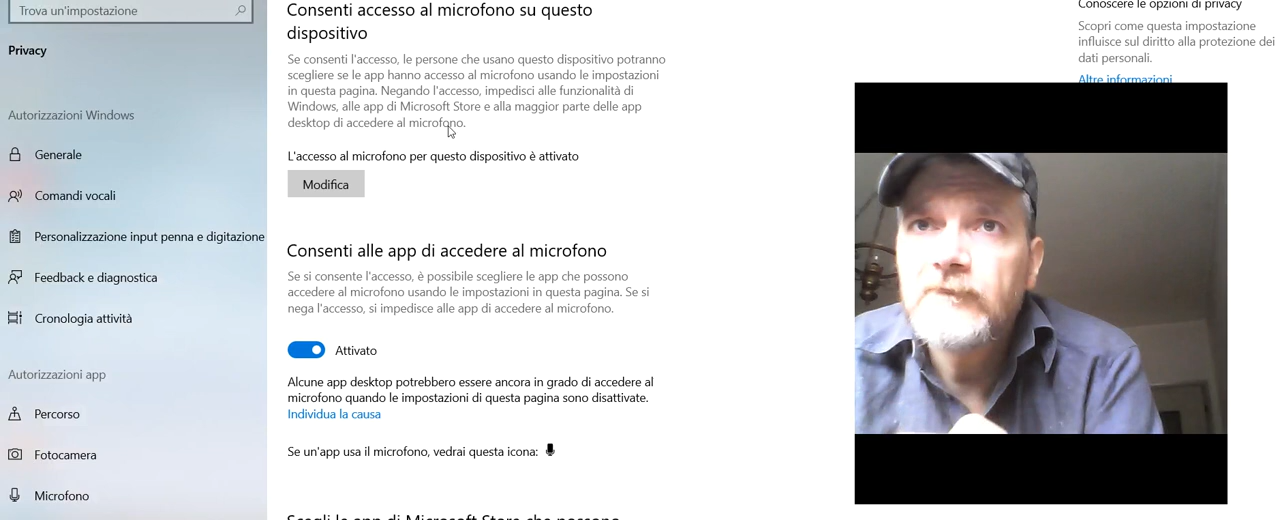 Trova un'impostazione
Privacy
Autorizzazioni Windows
Generale
Comandi vocali
Personalizzazione input penna e digitazione
Feedback e diagnostica
Cronologia attività
Autorizzazioni app
Percorso
Fotocamera
Microfono
Consenti accesso al microfono su questo
dispositivo
Se consenti l'accesso, le persone che usano questo dispositivo potranno
scegliere se le app hanno accesso al microfono usando le impostazioni
in questa pagina. Negando l'accesso, impedisci alle funzionalità di
Windows, alle app di Microsoft Store e alla maggior parte delle app
desktop di accedere al microfono.
L'accesso al microfono per questo dispositivo è attivato
Modifica
Consenti alle app di accedere al microfono
Se si consente l'accesso, è possibile scegliere le app che possono
accedere al microfono usando le impostazioni in questa pagina. Se si
nega l'accesso, si impedisce alle app di accedere al microfono.
Attivato
Alcune app desktop potrebbero essere ancora in grado di accedere al
microfono quando le impostazioni di questa pagina sono disattivate.
Individua la causa
Se un'app usa il microfono, vedrai questa icona:
Scegli le app di Microsoft Store che possono
Conoscere le opzioni di privacy
Scopri come questa impostazione
influisce sul diritto alla protezione dei
dati personali.
Altre informazioni